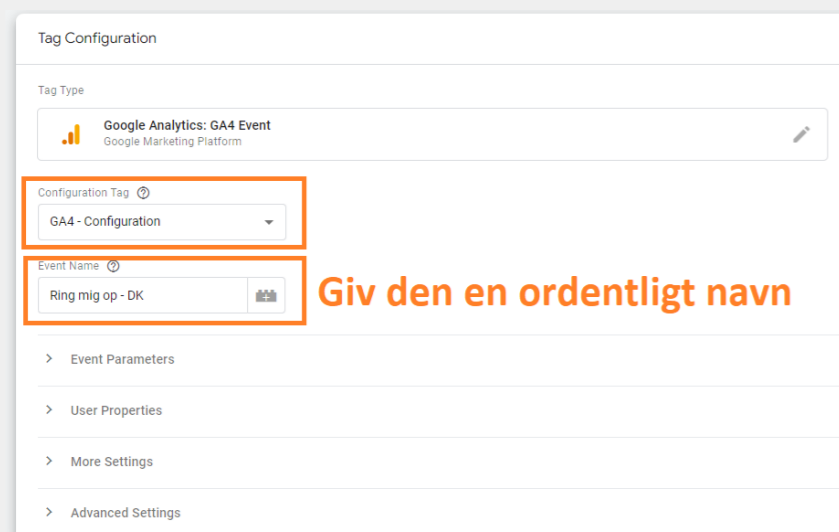 Tag Configuration
Tag Type
Google Analytics: GA4 Event
Google Marketing Platform
Configuration Tag
GA4 - Configuration
Event Name
Ring mig op - DK
Giv den en ordentligt navn
Event Parameters
User Properties
More Settings
Advanced Settings